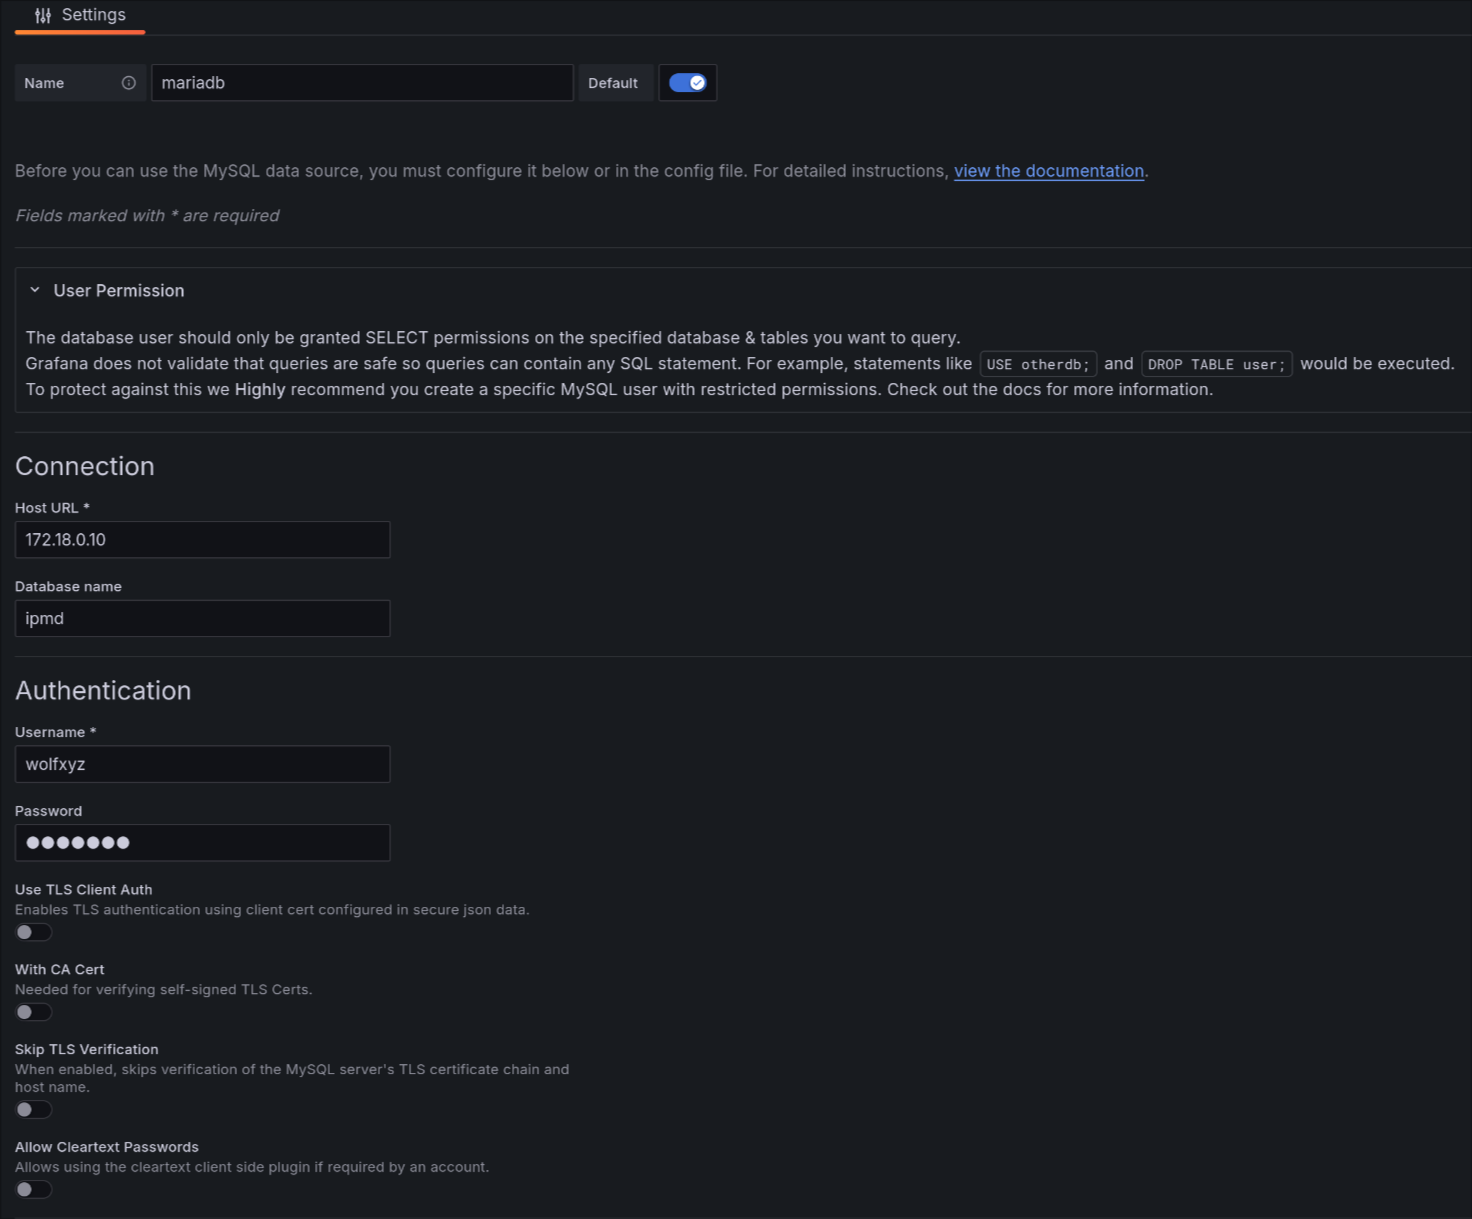 Settings
Name
mariadb
Default
Before you can use the MySQL data source, you must configure it below or in the config file. For detailed instructions, view the documentation.
Fields marked with * are required
User Permission
The database user should only be granted SELECT permissions on the specified database & tables you want to query.
Grafana does not validate that queries are safe so queries can contain any SQL statement. For example, statements like USE otherdb; and DROP TABLE user; would be executed.
To protect against this we Highly recommend you create a specific MySQL user with restricted permissions. Check out the docs for more information.
Connection
Host URL *
172.18.0.10
Database name
ipmd
Authentication
Username *
wolfxyz
Password
●●●●●●●
Use TLS Client Auth
Enables TLS authentication using client cert configured in secure json data.
With CA Cert
Needed for verifying self-signed TLS Certs.
Skip TLS Verification
When enabled, skips verification of the MySQL server's TLS certificate chain and
host name.
Allow Cleartext Passwords
Allows using the cleartext client side plugin if required by an account.